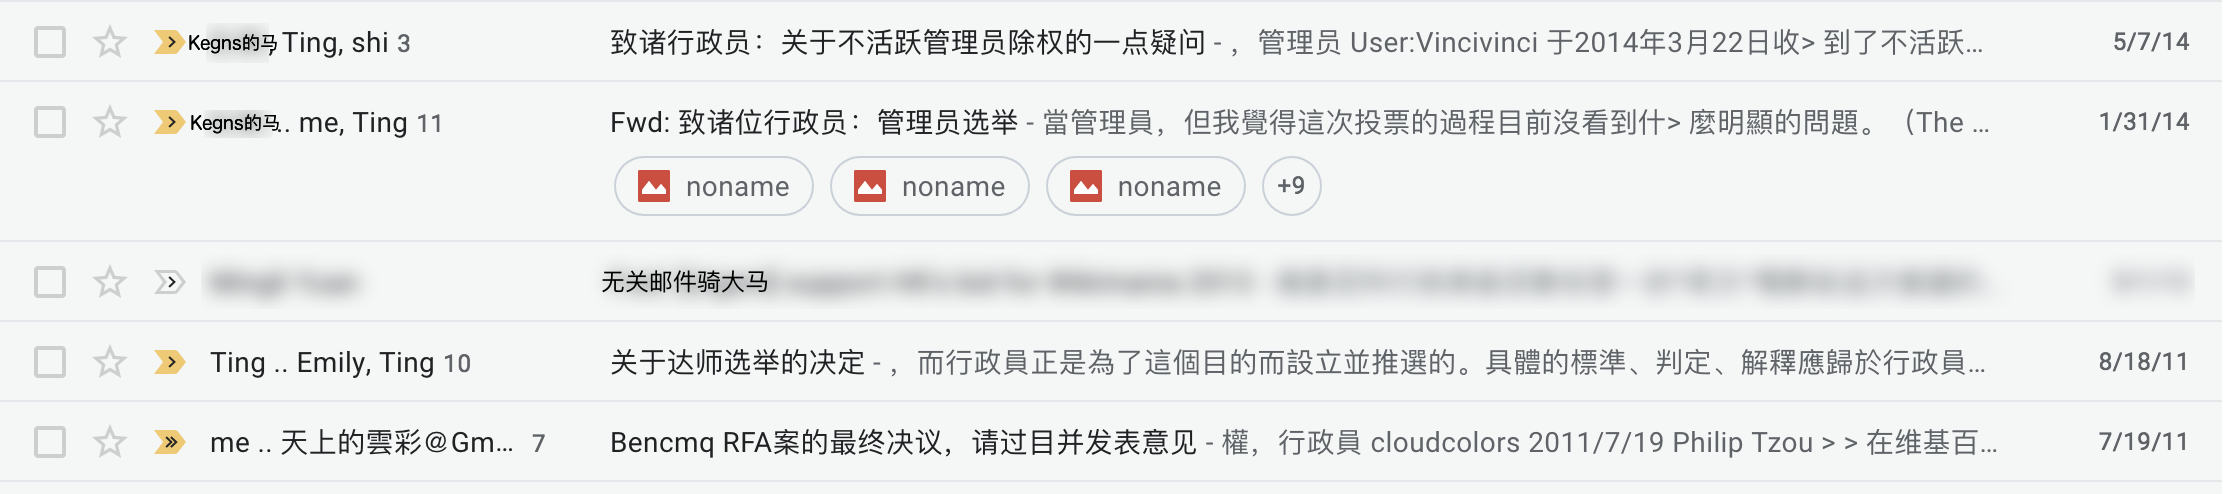 Kegns的马, Ting, shi 3 致诸行政员：关于不活跃管理员除权的一点疑问 - ，管理员 User:Vincivinci 于2014年3月22日收> 到了不活跃... 5/7/14
Kegns的马.. me, Ting 11 Fwd: 致诸位行政员：管理员选举 - 當管理員，但我覺得這次投票的過程目前沒看到什> 麼明顯的問題。（The ... 1/31/14
noname noname noname +9
无关邮件骑大马
Ting .. Emily, Ting 10 关于达师选举的决定 - ，而行政員正是為了這個目的而設立並推選的。具體的標準、判定、解釋應歸於行政員... 8/18/11
me .. 天上的雲彩@Gm... 7 Bencmq RFA案的最终决议，请过目并发表意见 - 權，行政員 cloudcolors 2011/7/19 Philip Tzou > > 在维基百... 7/19/11